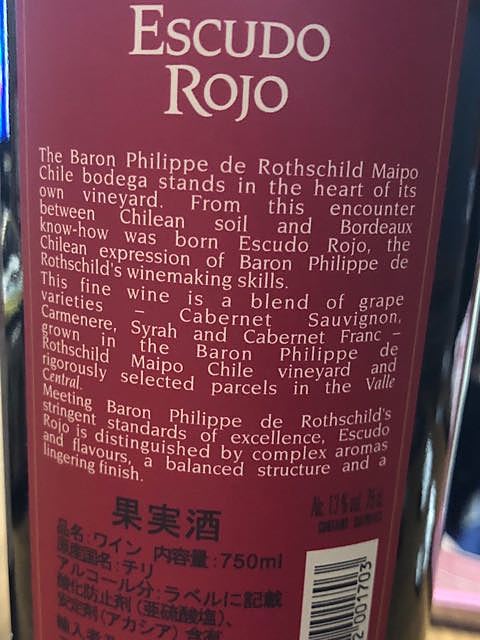 ESCUDO
ROJO
The Baron Philippe de Rothschild Maipo
Chile bodega stands in the heart of its
own vineyard. From this encounter
between Chilean soil and Bordeaux
know-how was born Escudo Rojo, the
Chilean expression of Baron Philippe de
Rothschild's winemaking skills.
This fine wine is a blend of grape
varieties – Cabernet Sauvignon,
Carmenere, Syrah and Cabernet Franc –
grown in the Baron Philippe de
Rothschild Maipo Chile vineyard and
rigorously selected parcels in the Valle
Central.
Meeting Baron Philippe de Rothschild's
stringent standards of excellence, Escudo
Rojo is distinguished by complex aromas
and flavours, a balanced structure and a
lingering finish.
果実酒
品名:ワイン 内容量:750ml
原産国名:チリ
アルコール分:ラベルに記載
酸化防止剤(亜硫酸塩)、
安定剤(アカシア)含有
輸入者
2"001703